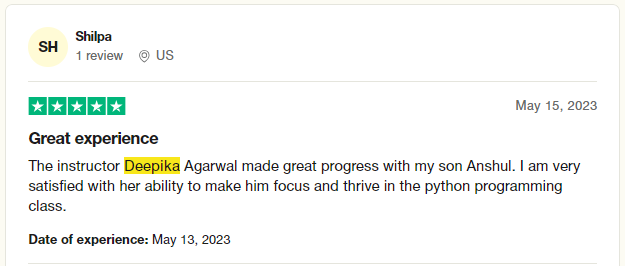 SH
Shilpa
1 review US
May 15, 2023
Great experience
The instructor Deepika Agarwal made great progress with my son Anshul. I am very
satisfied with her ability to make him focus and thrive in the python programming
class.
Date of experience: May 13, 2023